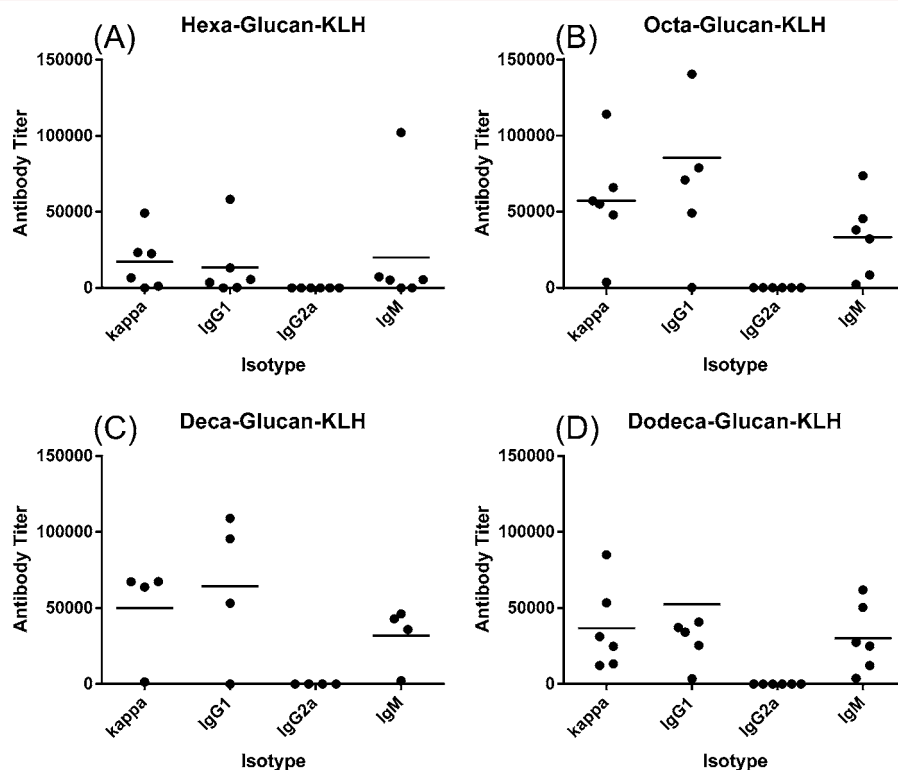 (A) Hexa-Glucan-KLH
Antibody Titer
150000
100000
50000
0
kappa IgG1 IgG2a IgM
Isotype
(B) Octa-Glucan-KLH
Antibody Titer
150000
100000
50000
0
kappa IgG1 IgG2a IgM
Isotype
(C) Deca-Glucan-KLH
Antibody Titer
150000
100000
50000
0
kappa IgG1 IgG2a IgM
Isotype
(D) Dodeca-Glucan-KLH
Antibody Titer
150000
100000
50000
0
kappa IgG1 IgG2a IgM
Isotype